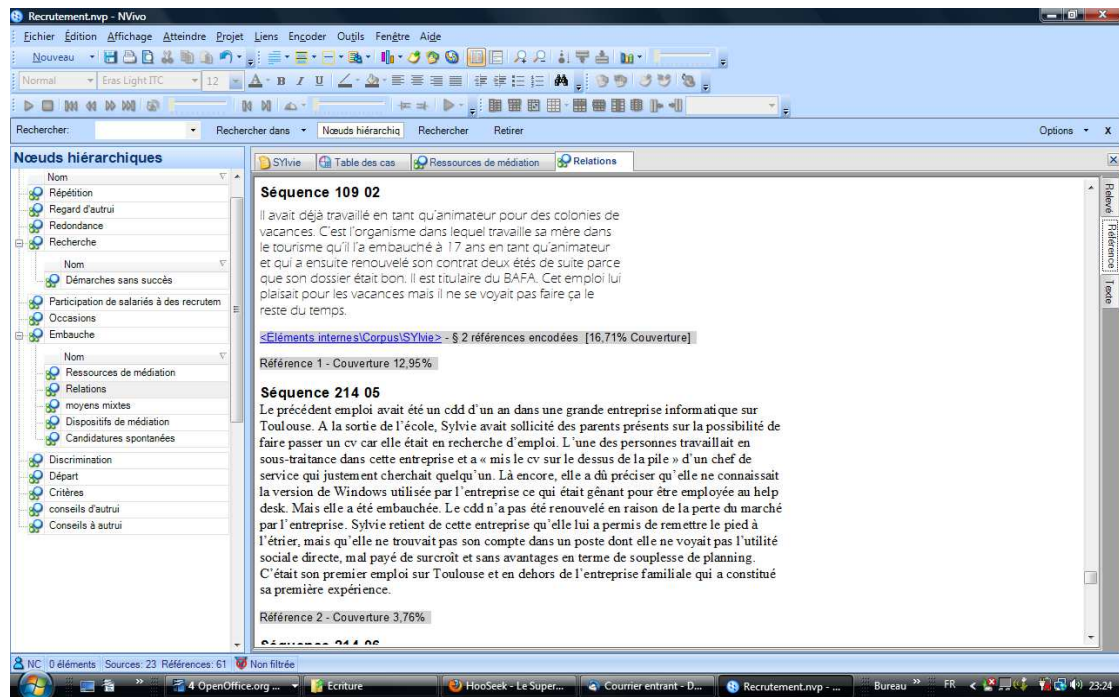 Recrutement.nvp - NVivo
Fichier Édition Affichage Atteindre Projet Liens Encoder Outils Fenêtre Aide
Nouveau
Normal Eras Light ITC 12 A B I U
Rechercher: Rechercher dans Nœuds hiérarchiq Rechercher Retirer Options x
Nœuds hiérarchiques
Nom
Répétition
Regard d'autrui
Redondance
Recherche
Nom
Démarches sans succès
Participation de salariés à des recrutem
Occasions
Embauche
Nom
Ressources de médiation
Relations
moyens mixtes
Dispositifs de médiation
Candidatures spontanées
Discrimination
Départ
Critères
conseils d'autrui
Conseils à autrui
SYlvie Table des cas Ressources de médiation Relations
Séquence 109 02
Il avait déjà travaillé en tant qu'animateur pour des colonies de
vacances. C'est l'organisme dans lequel travaille sa mère dans
le tourisme qu'il l'a embauché à 17 ans en tant qu'animateur
et qui a ensuite renouvelé son contrat deux étés de suite parce
que son dossier était bon. Il est titulaire du BAFA. Cet emploi lui
plaisait pour les vacances mais il ne se voyait pas faire ça le
reste du temps.
<Éléments internes\Corpus\SYlvie> - § 2 références encodées [16,71% Couverture]
Référence 1 - Couverture 12,95%
Séquence 214 05
Le précédent emploi avait été un cdd d'un an dans une grande entreprise informatique sur
Toulouse. A la sortie de l'école, Sylvie avait sollicité des parents présents sur la possibilité de
faire passer un cv car elle était en recherche d'emploi. L'une des personnes travaillait en
sous-traitance dans cette entreprise et a « mis le cv sur le dessus de la pile » d'un chef de
service qui justement cherchait quelqu'un. Là encore, elle a dû préciser qu'elle ne connaissait
la version de Windows utilisée par l'entreprise ce qui était gênant pour être employée au help
desk. Mais elle a été embauchée. Le cdd n'a pas été renouvelé en raison de la perte du marché
par l'entreprise. Sylvie retient de cette entreprise qu'elle lui a permis de remettre le pied à
l'étrier, mais qu'elle ne trouvait pas son compte dans un poste dont elle ne voyait pas l'utilité
sociale directe, mal payé de surcroît et sans avantages en terme de souplesse de planning.
C'était son premier emploi sur Toulouse et en dehors de l'entreprise familiale qui a constitué
sa première expérience.
Référence 2 - Couverture 3,76%
Séquence 214 06
Relevé
Référence
Texte
NC 0 éléments Sources: 23 Références: 61 Non filtrée
4 OpenOffice.org ... Ecriture HooSeek - Le Super... Courrier entrant - D... Recrutement.nvp - ... Bureau FR 23:24